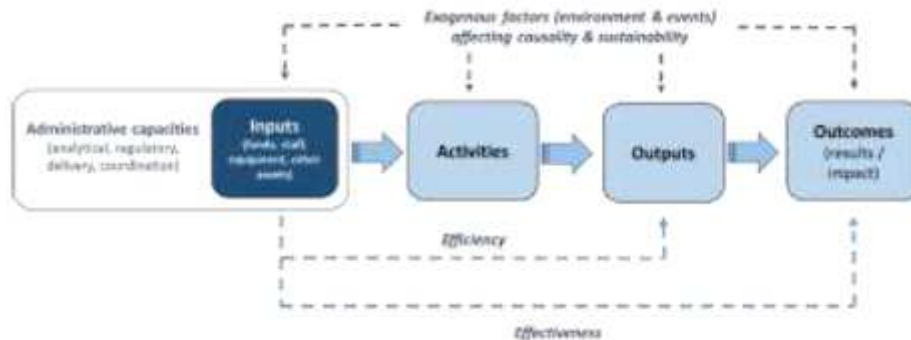 Exogenous factors (environment & events)
affecting causality & sustainability
Administrative capacities
(analytical, regulatory,
delivery, coordination)
Inputs
(funds, staff,
equipment, other
assets)
Activities
Outputs
Outcomes
(results /
impact)
Efficiency
Effectiveness